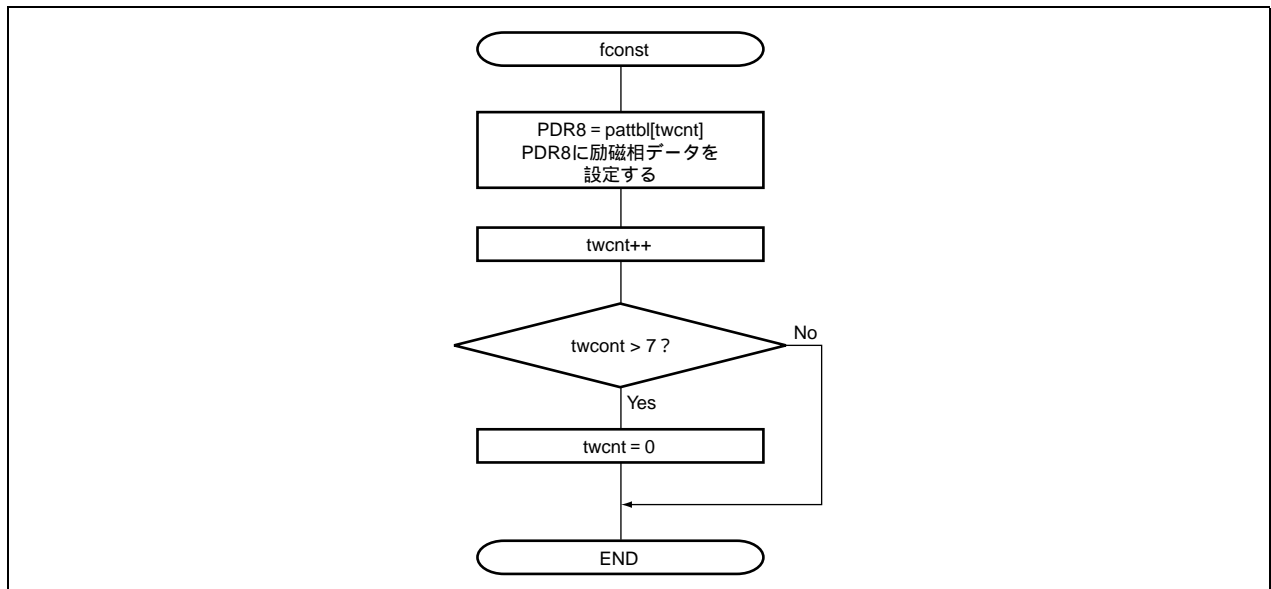 fconst
PDR8 = pattbl[twcnt]
PDR8に励磁相データを
設定する
twcnt++
twcont > 7？
No
Yes
twcnt = 0
END